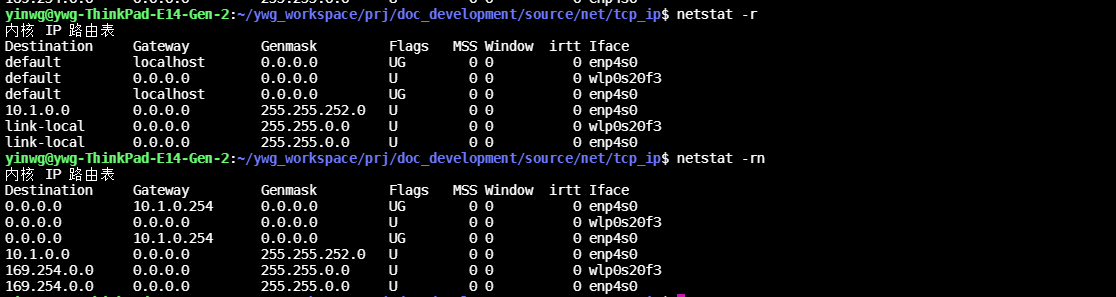 yinwg@ywg-ThinkPad-E14-Gen-2:~/ywg_workspace/prj/doc_development/source/net/tcp_ip$ netstat -r
内核 IP 路由表
Destination     Gateway         Genmask         Flags   MSS Window  irtt Iface
default         localhost       0.0.0.0         UG        0 0          0 enp4s0
default         0.0.0.0         0.0.0.0         U         0 0          0 wlp0s20f3
default         localhost       0.0.0.0         UG        0 0          0 enp4s0
10.1.0.0        0.0.0.0         255.255.252.0   U         0 0          0 enp4s0
link-local      0.0.0.0         255.255.0.0     U         0 0          0 wlp0s20f3
link-local      0.0.0.0         255.255.0.0     U         0 0          0 enp4s0
yinwg@ywg-ThinkPad-E14-Gen-2:~/ywg_workspace/prj/doc_development/source/net/tcp_ip$ netstat -rn
内核 IP 路由表
Destination     Gateway         Genmask         Flags   MSS Window  irtt Iface
0.0.0.0         10.1.0.254      0.0.0.0         UG        0 0          0 enp4s0
0.0.0.0         0.0.0.0         0.0.0.0         U         0 0          0 wlp0s20f3
0.0.0.0         10.1.0.254      0.0.0.0         UG        0 0          0 enp4s0
10.1.0.0        0.0.0.0         255.255.252.0   U         0 0          0 enp4s0
169.254.0.0     0.0.0.0         255.255.0.0     U         0 0          0 wlp0s20f3
169.254.0.0     0.0.0.0         255.255.0.0     U         0 0          0 enp4s0